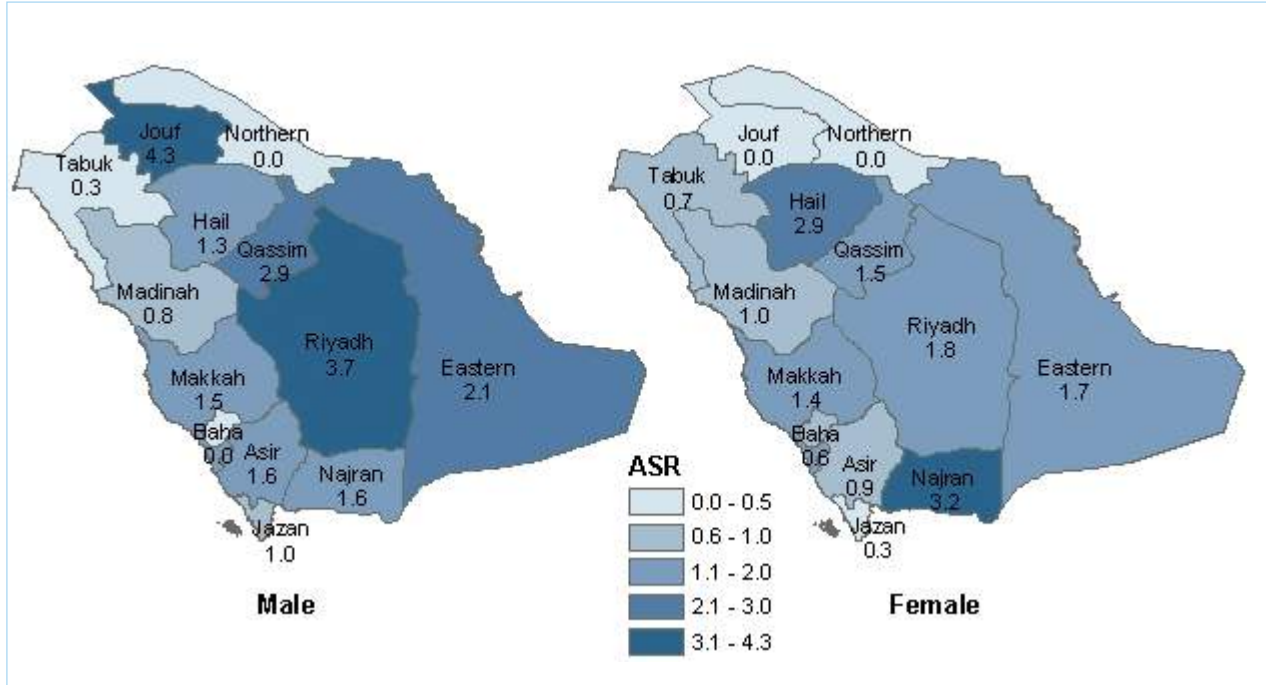 Jouf
4.3
Northern
0.0
Tabuk
0.3
Hail
1.3
Qassim
2.9
Madinah
0.8
Riyadh
3.7
Eastern
2.1
Makkah
1.5
Baha
Asir
1.6
Najran
1.6
Jazan
1.0
Male
Jouf
0.0
Northern
0.0
Tabuk
0.7
Hail
2.9
Qassim
1.5
Madinah
1.0
Riyadh
1.8
Eastern
1.7
Makkah
1.4
Baha
0.6
Asir
0.9
Najran
3.2
Jazan
0.3
Female
ASR
0.0 - 0.5
0.6 - 1.0
1.1 - 2.0
2.1 - 3.0
3.1 - 4.3